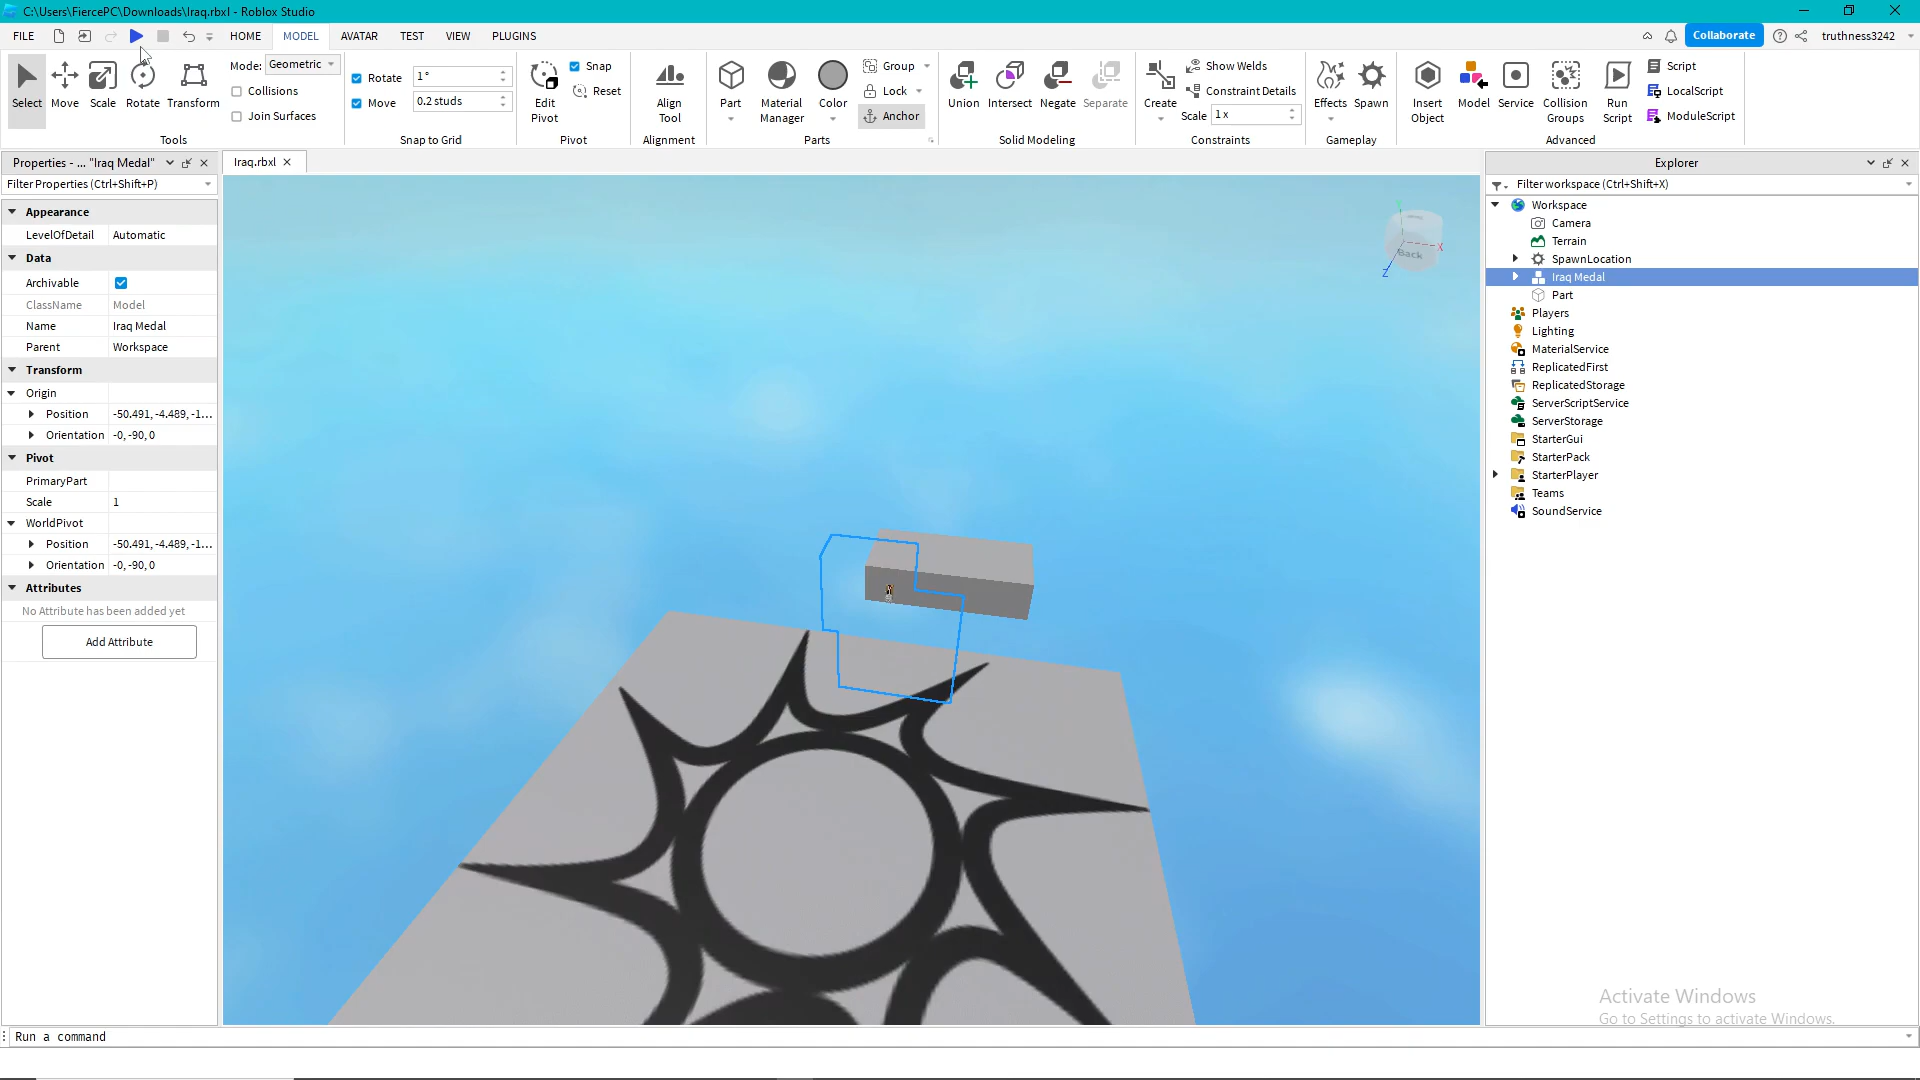 C:\Users\FiercePC\Downloads\Iraq.rbxl - Roblox Studio
FILE HOME MODEL AVATAR TEST VIEW PLUGINS Collaborate truthness3242
Select Move Scale Rotate Transform
Mode: Geometric
Collisions
Join Surfaces
Tools
Rotate 1°
Move 0.2 studs
Snap to Grid
Edit Pivot
Snap
Reset
Pivot
Align Tool
Alignment
Part
Material Manager
Color
Group
Lock
Anchor
Parts
Union Intersect Negate Separate
Solid Modeling
Create
Show Welds
Constraint Details
Scale 1 x
Constraints
Effects Spawn
Gameplay
Insert Object
Model
Service
Collision Groups
Run Script
Script
LocalScript
ModuleScript
Advanced
Properties - ... "Iraq Medal"
Filter Properties (Ctrl+Shift+P)
Appearance
LevelOfDetail Automatic
Data
Archivable
ClassName Model
Name Iraq Medal
Parent Workspace
Transform
Origin
Position -50.491, -4.489, -1...
Orientation -0, -90, 0
Pivot
PrimaryPart
Scale 1
WorldPivot
Position -50.491, -4.489, -1...
Orientation -0, -90, 0
Attributes
No Attribute has been added yet
Add Attribute
Iraq.rbxl
Y
X
Z
Back
Explorer
Filter workspace (Ctrl+Shift+X)
Workspace
Camera
Terrain
SpawnLocation
Iraq Medal
Part
Players
Lighting
MaterialService
ReplicatedFirst
ReplicatedStorage
ServerScriptService
ServerStorage
StarterGui
StarterPack
StarterPlayer
Teams
SoundService
Activate Windows
Go to Settings to activate Windows.
Run a command